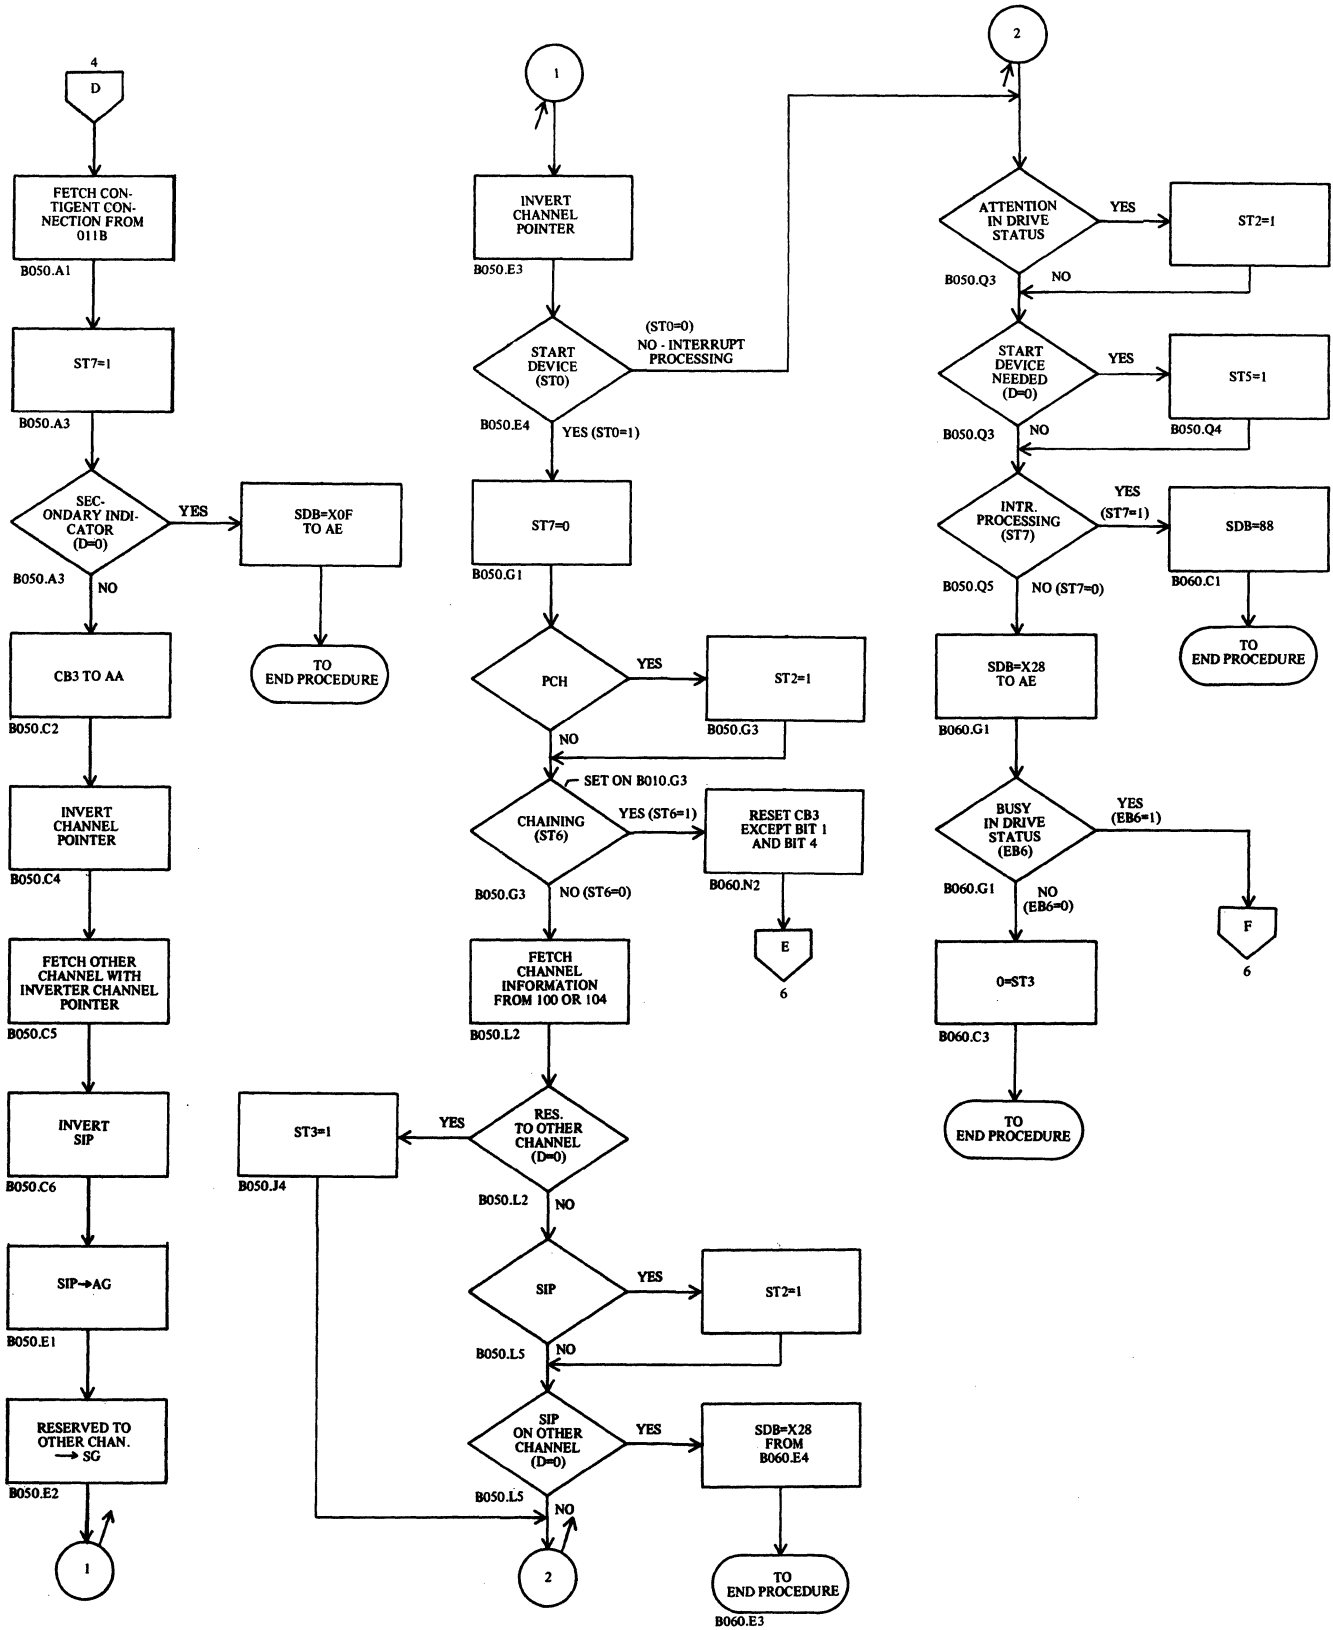 4
D
FETCH CON-
TIGENT CON-
NECTION FROM
011B
B050.A1
ST7=1
B050.A3
SEC-
ONDARY INDI-
CATOR
(D=0)
YES
B050.A3
NO
SDB=X0F
TO AE
TO
END PROCEDURE
CB3 TO AA
B050.C2
INVERT
CHANNEL
POINTER
B050.C4
FETCH OTHER
CHANNEL WITH
INVERTER CHANNEL
POINTER
B050.C5
INVERT
SIP
B050.C6
SIP→AG
B050.E1
RESERVED TO
OTHER CHAN.
→ SG
B050.E2
1
1
INVERT
CHANNEL
POINTER
B050.E3
START
DEVICE
(ST0)
(ST0=0)
NO - INTERRUPT
PROCESSING
B050.E4
YES (ST0=1)
ST7=0
B050.G1
PCH
YES
ST2=1
B050.G3
NO
SET ON B010.G3
CHAINING
(ST6)
YES (ST6=1)
RESET CB3
EXCEPT BIT 1
AND BIT 4
B060.N2
E
6
B050.G3
NO (ST6=0)
FETCH
CHANNEL
INFORMATION
FROM 100 OR 104
B050.L2
RES.
TO OTHER
CHANNEL
(D=0)
YES
ST3=1
B050.J4
B050.L2
NO
SIP
YES
ST2=1
B050.L5
NO
SIP
ON OTHER
CHANNEL
(D=0)
YES
SDB=X28
FROM
B060.E4
B050.L5
NO
2
TO
END PROCEDURE
B060.E3
2
ATTENTION
IN DRIVE
STATUS
YES
ST2=1
B050.Q3
NO
START
DEVICE
NEEDED
(D=0)
YES
ST5=1
B050.Q4
B050.Q3
NO
INTR.
PROCESSING
(ST7)
YES
(ST7=1)
SDB=88
B060.C1
TO
END PROCEDURE
B050.Q5
NO (ST7=0)
SDB=X28
TO AE
B060.G1
BUSY
IN DRIVE
STATUS
(EB6)
YES
(EB6=1)
F
6
B060.G1
NO
(EB6=0)
0=ST3
B060.C3
TO
END PROCEDURE